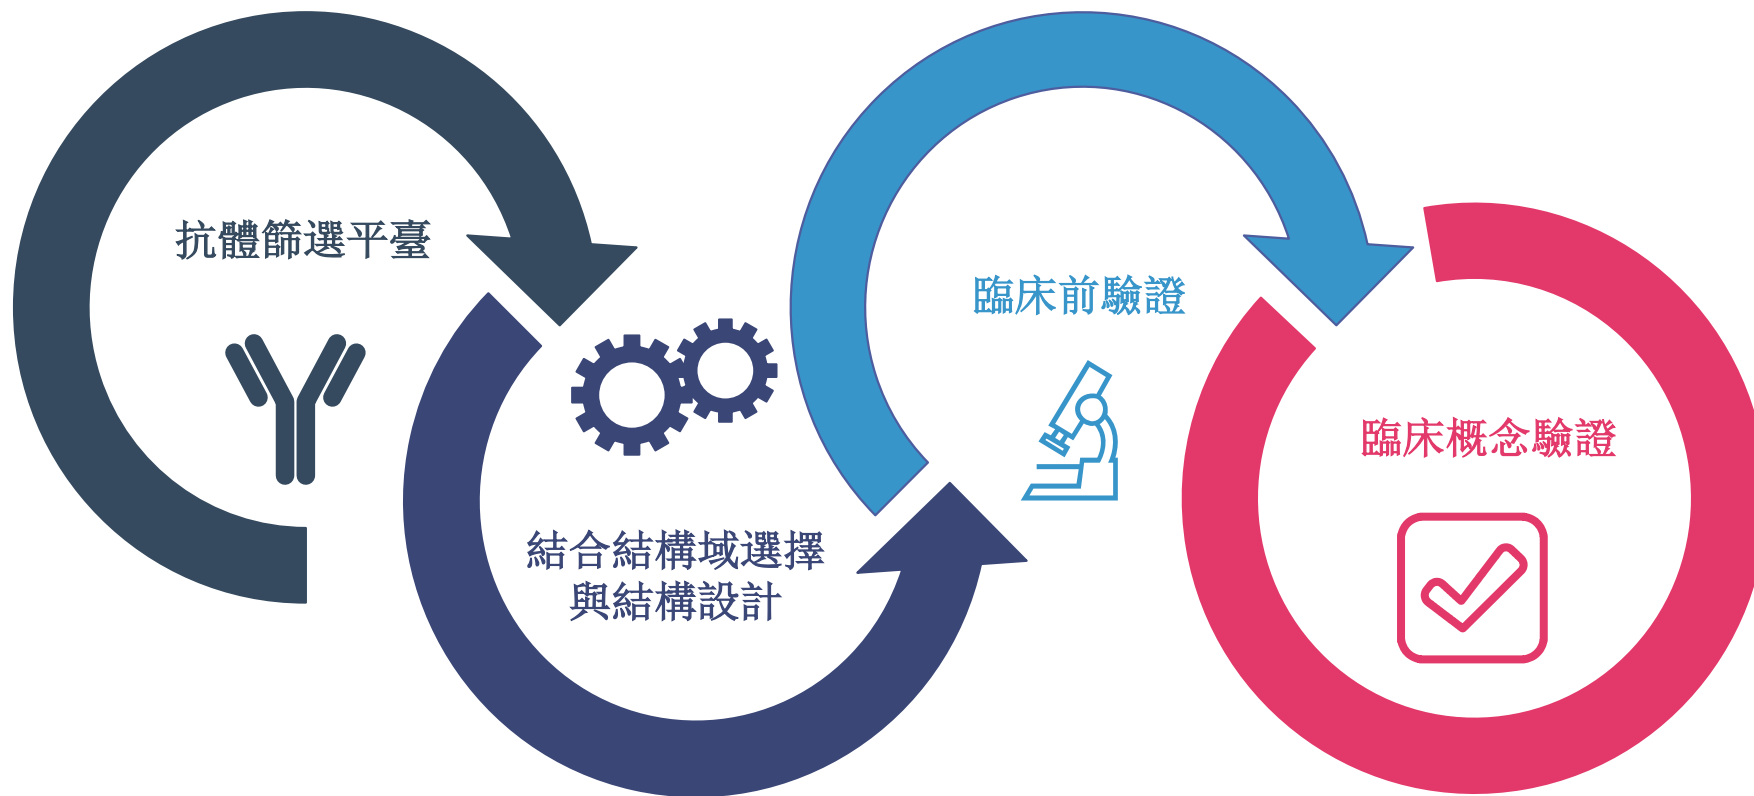 抗體篩選平臺
結合結構域選擇
與結構設計
臨床前驗證
臨床概念驗證